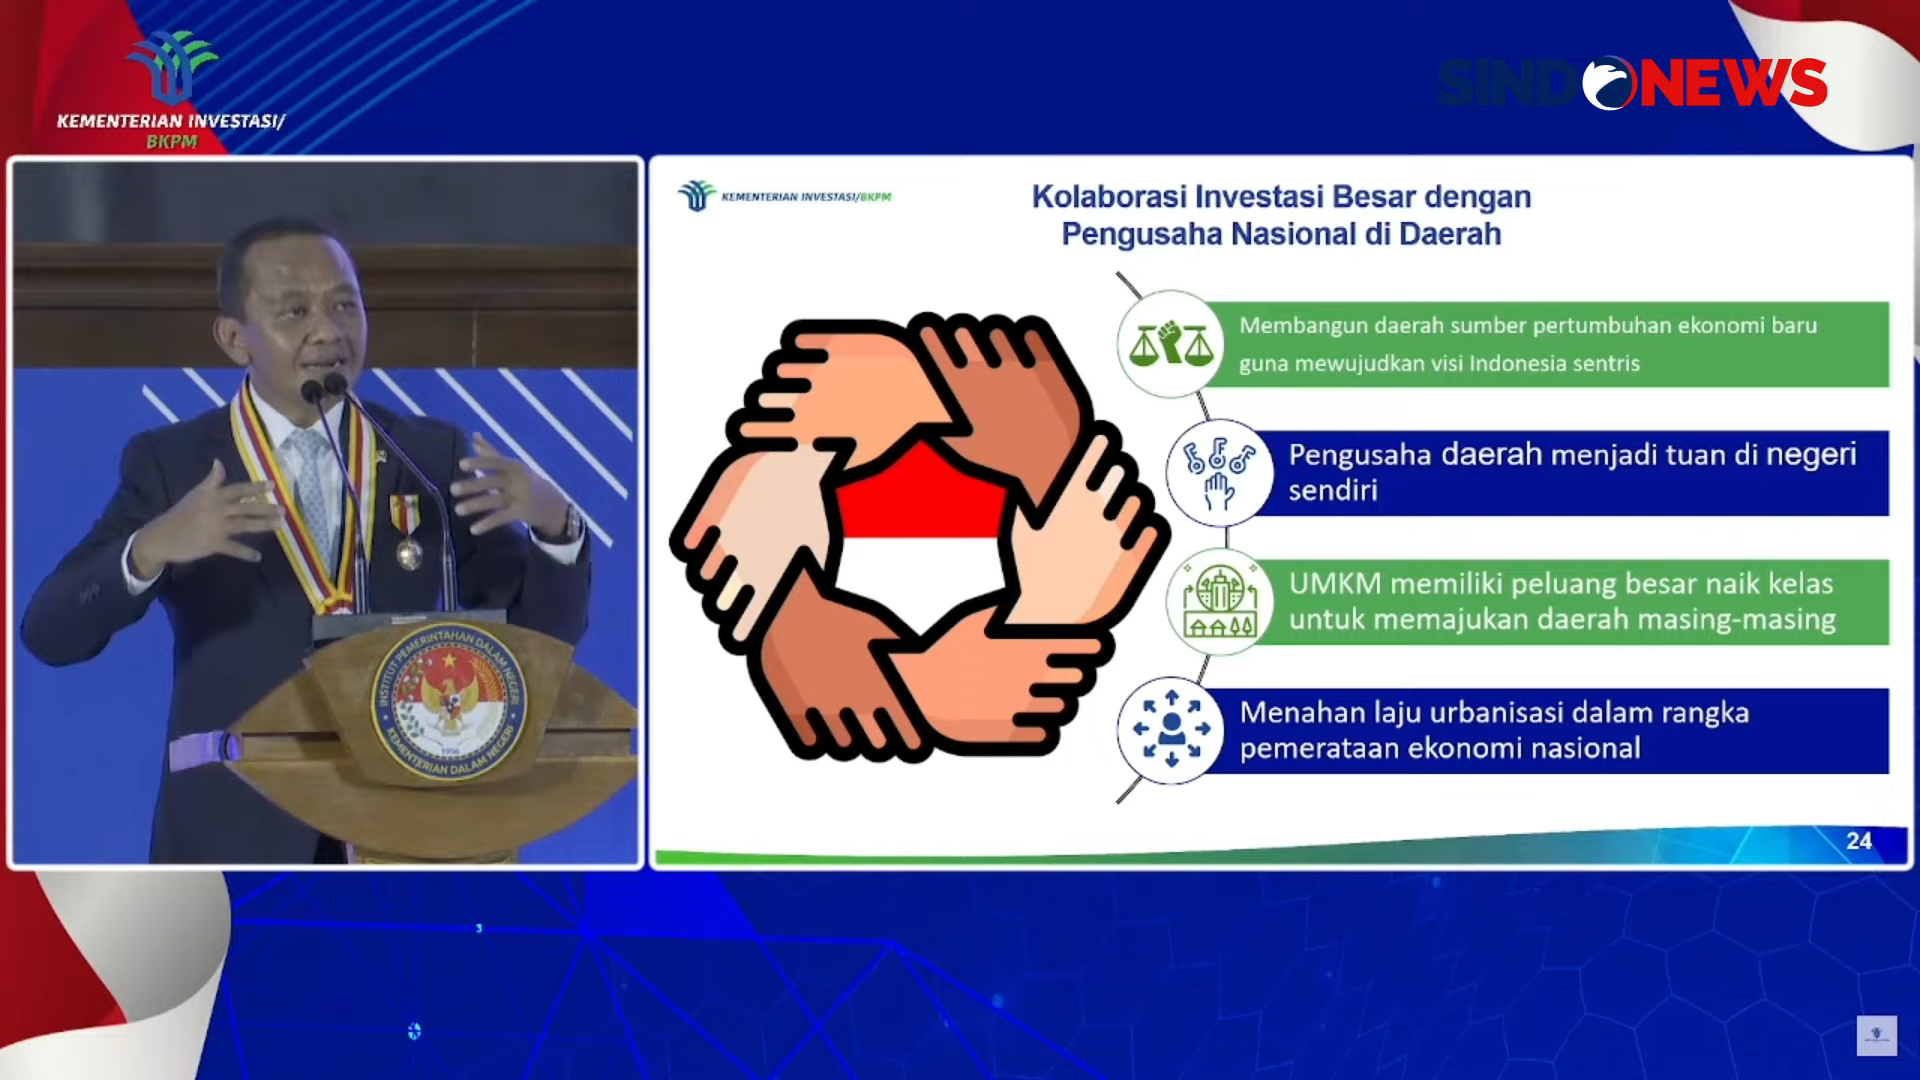 KEMENTERIAN INVESTASI/
BKPM
SINDONEWS
KEMENTERIAN INVESTASI/BKPM
Kolaborasi Investasi Besar dengan
Pengusaha Nasional di Daerah
Membangun daerah sumber pertumbuhan ekonomi baru
guna mewujudkan visi Indonesia sentris
Pengusaha daerah menjadi tuan di negeri
sendiri
UMKM memiliki peluang besar naik kelas
untuk memajukan daerah masing-masing
Menahan laju urbanisasi dalam rangka
pemerataan ekonomi nasional
24
INSTITUT PEMERINTAHAN DALAM NEGERI
1956
KEMENTERIAN DALAM NEGERI